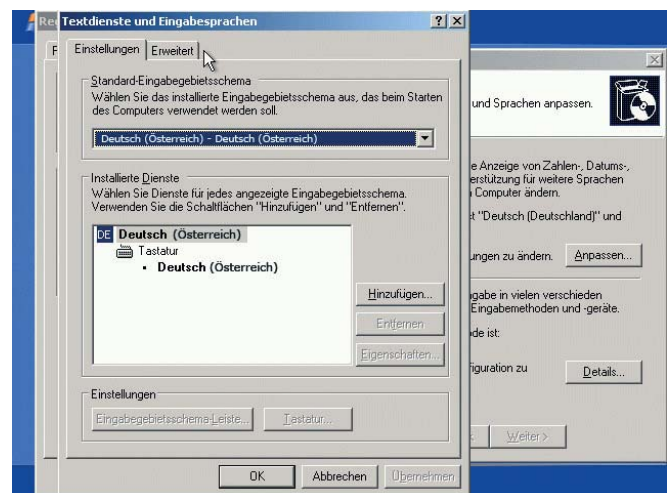 Textdienste und Eingabesprachen
Einstellungen
Erweitert
Standard-Eingabegebietsschema
Wählen Sie das installierte Eingabegebietsschema aus, das beim Starten
des Computers verwendet werden soll.
Deutsch (Österreich) - Deutsch (Österreich)
Installierte Dienste
Wählen Sie Dienste für jedes angezeigte Eingabegebietsschema.
Verwenden Sie die Schaltflächen "Hinzufügen" und "Entfernen".
DE Deutsch (Österreich)
Tastatur
• Deutsch (Österreich)
Hinzufügen...
Entfernen
Eigenschaften...
Einstellungen
Eingabegebietsschema-Leiste...
Tastatur...
OK
Abbrechen
Übernehmen
und Sprachen anpassen.
e Anzeige von Zahlen-, Datums-,
erstützung für weitere Sprachen
Computer ändern.
t "Deutsch (Deutschland)" und
ungen zu ändern.
Anpassen...
ngabe in vielen verschieden
Eingabemethoden und -geräte.
de ist:
figuration zu
Details...
Weiter >